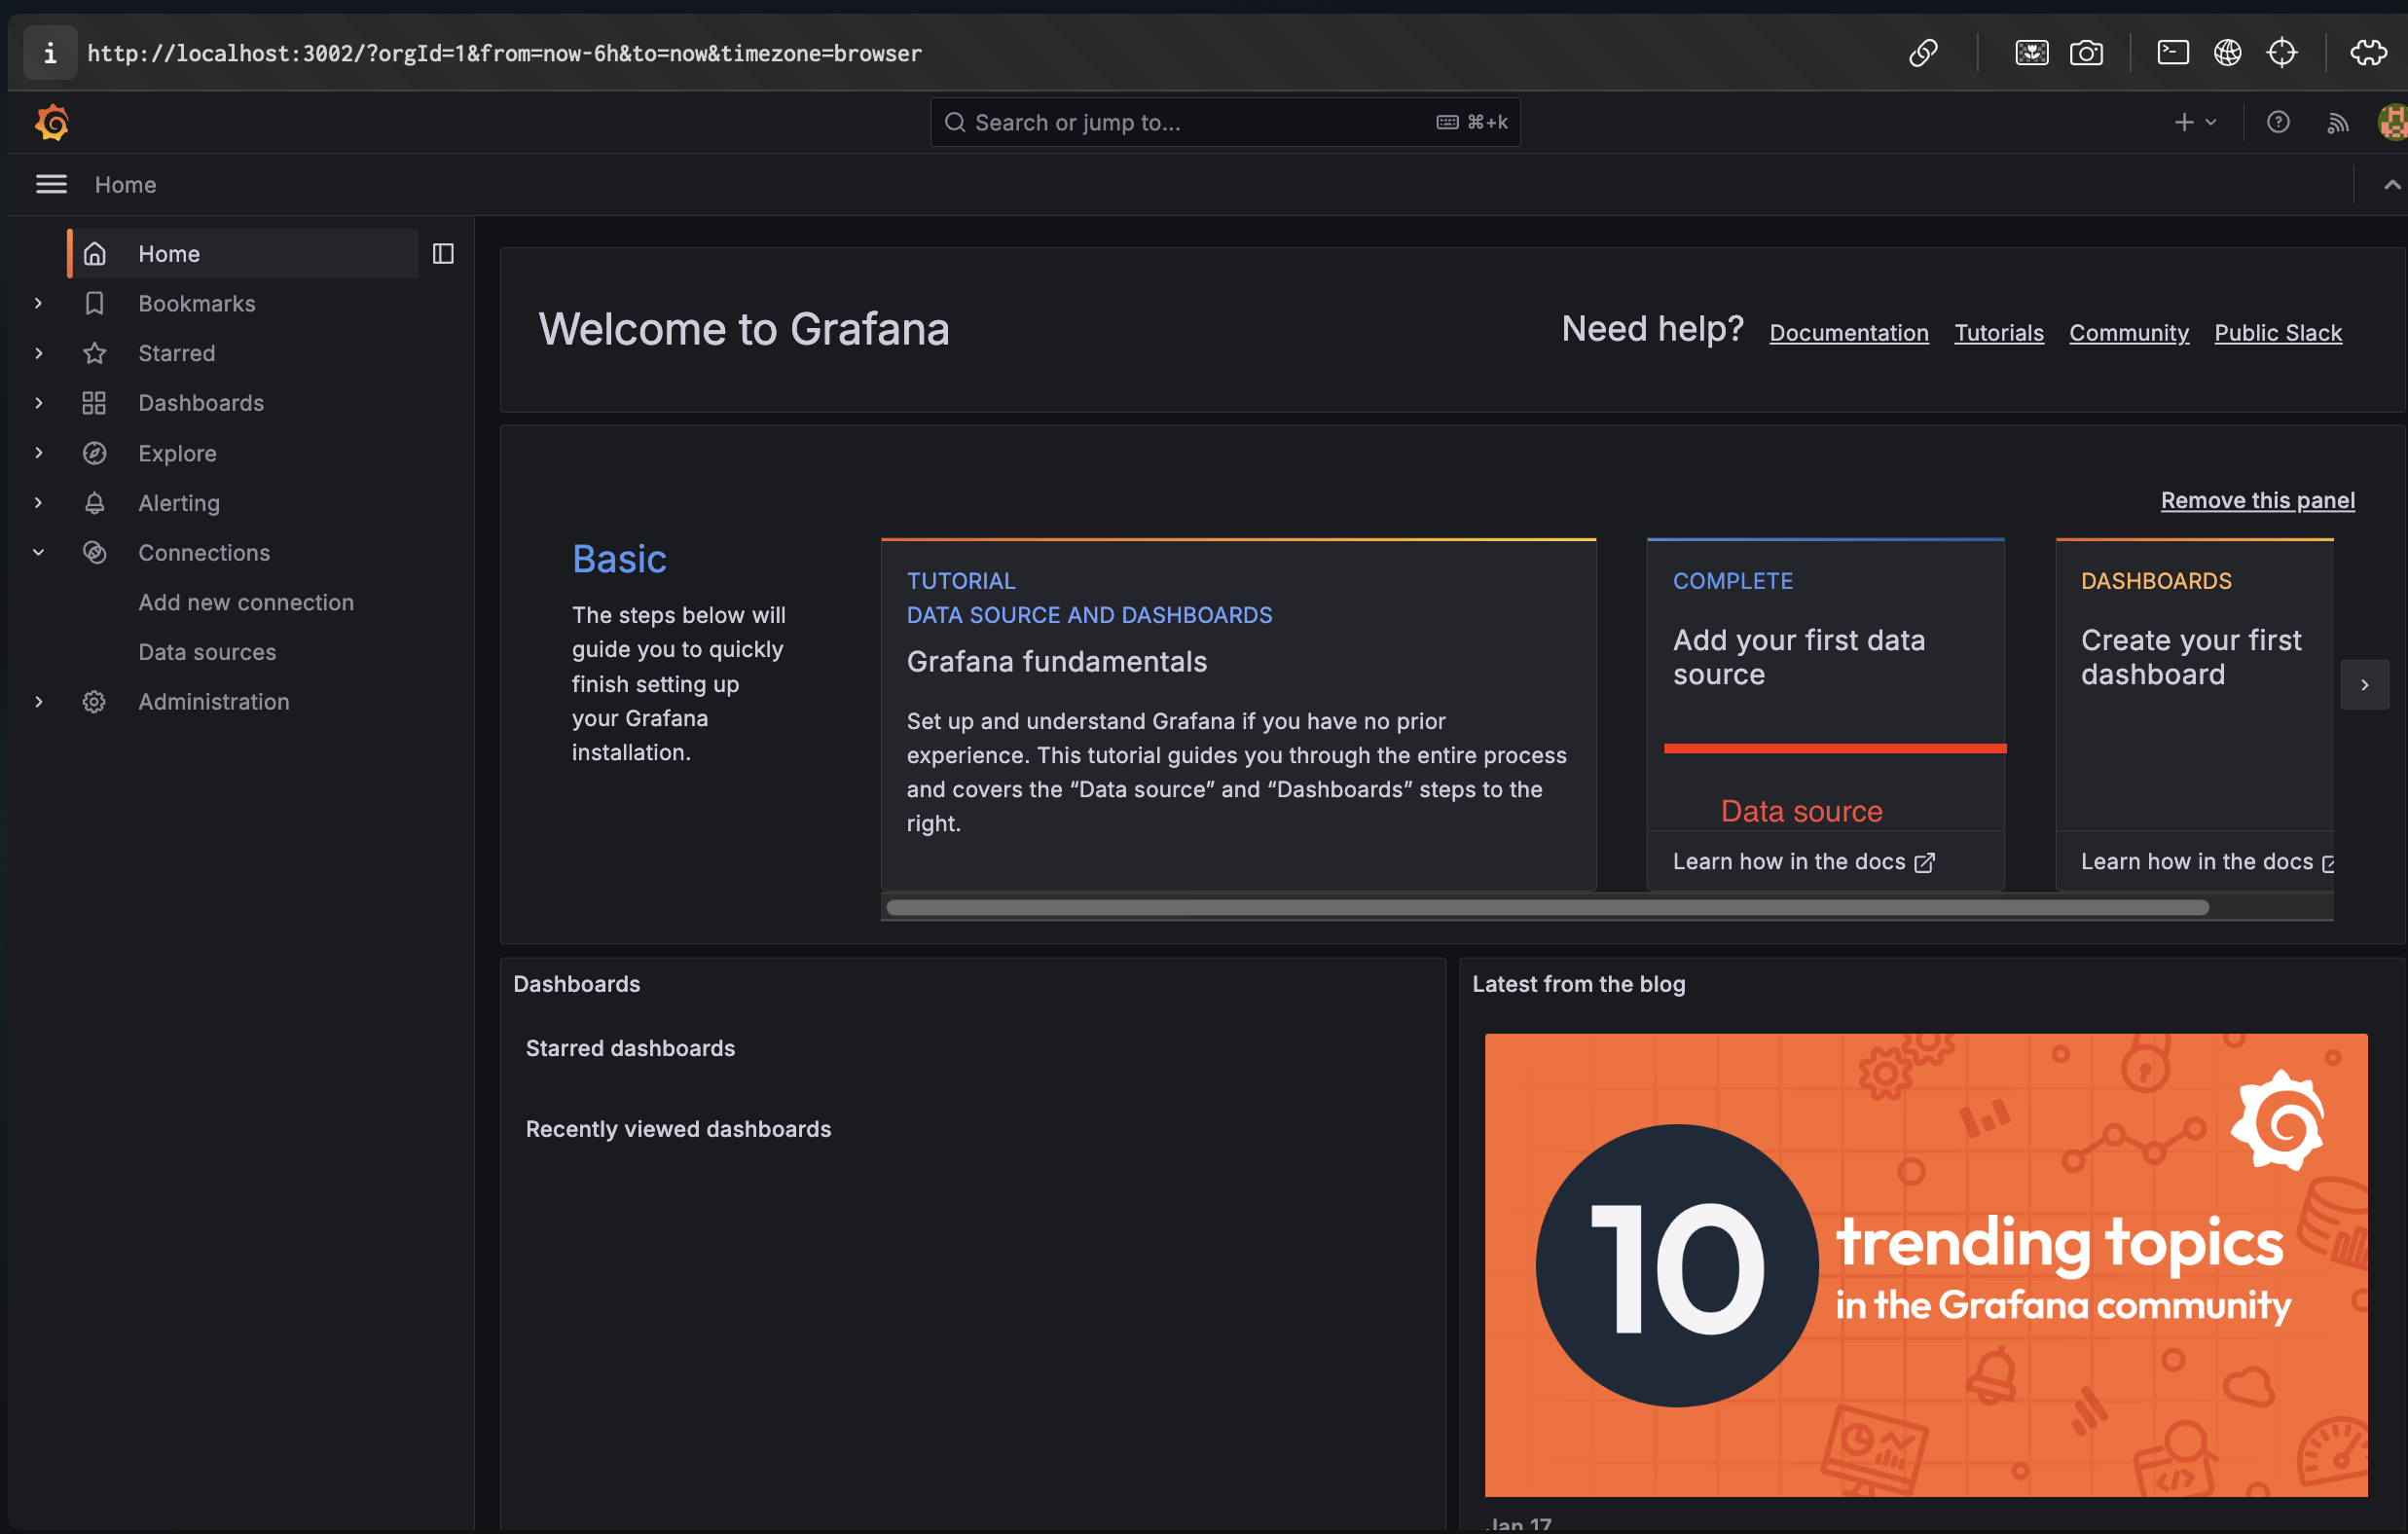 i
http://localhost:3002/?orgId=1&from=now-6h&to=now&timezone=browser
Search or jump to...
⌘+k
Home
Home
Bookmarks
Starred
Dashboards
Explore
Alerting
Connections
Add new connection
Data sources
Administration
Welcome to Grafana
Need help?
Documentation
Tutorials
Community
Public Slack
Remove this panel
Basic
The steps below will
guide you to quickly
finish setting up
your Grafana
installation.
TUTORIAL
DATA SOURCE AND DASHBOARDS
Grafana fundamentals
Set up and understand Grafana if you have no prior
experience. This tutorial guides you through the entire process
and covers the “Data source” and “Dashboards” steps to the
right.
COMPLETE
Add your first data
source
Data source
Learn how in the docs
DASHBOARDS
Create your first
dashboard
Learn how in the docs
Dashboards
Starred dashboards
Recently viewed dashboards
Latest from the blog
10
trending topics
in the Grafana community
Jan 17